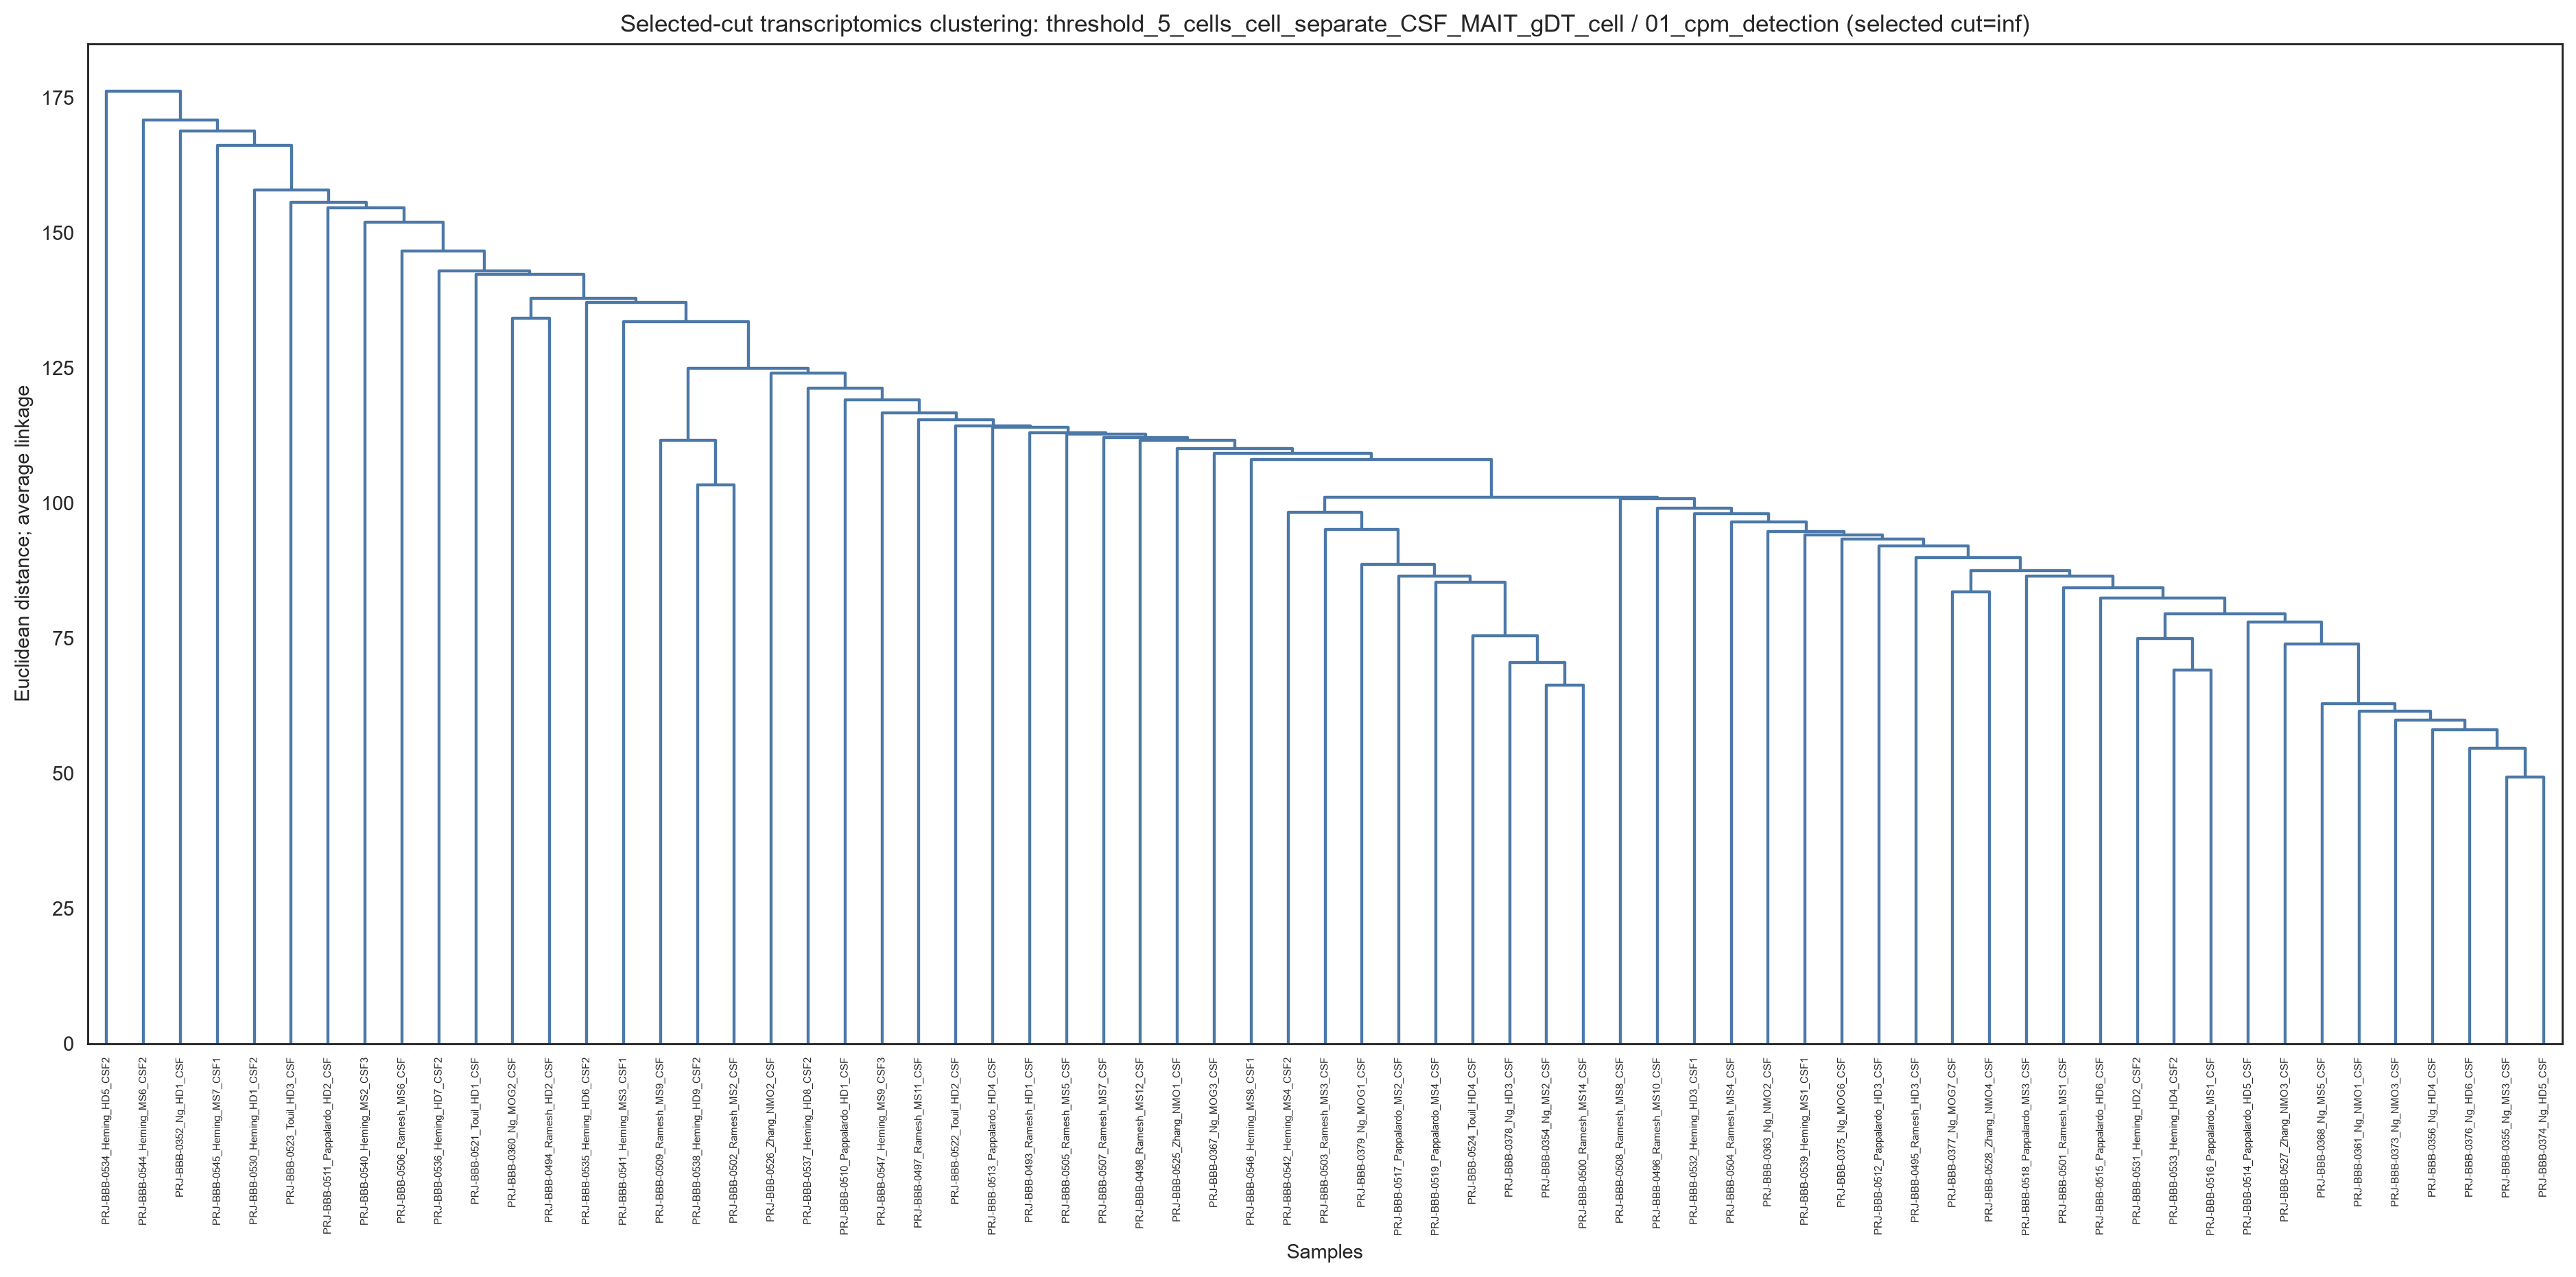 Selected-cut transcriptomics clustering: threshold_5_cells_cell_separate_CSF_MAIT_gDT_cell / 01_cpm_detection (selected cut=inf)
Euclidean distance; average linkage
175
150
125
100
75
50
25
0
PRJ-BBB-0534_Heming_HD5_CSF2
PRJ-BBB-0544_Heming_MS6_CSF2
PRJ-BBB-0352_Ng_HD1_CSF
PRJ-BBB-0545_Heming_MS7_CSF1
PRJ-BBB-0530_Heming_HD1_CSF2
PRJ-BBB-0523_Touil_HD3_CSF
PRJ-BBB-0511_Pappalardo_HD2_CSF
PRJ-BBB-0540_Heming_MS2_CSF3
PRJ-BBB-0506_Ramesh_MS6_CSF
PRJ-BBB-0536_Heming_HD7_CSF2
PRJ-BBB-0521_Touil_HD1_CSF
PRJ-BBB-0360_Ng_MOG2_CSF
PRJ-BBB-0494_Ramesh_HD2_CSF
PRJ-BBB-0535_Heming_HD6_CSF2
PRJ-BBB-0541_Heming_MS3_CSF1
PRJ-BBB-0509_Ramesh_MS9_CSF
PRJ-BBB-0538_Heming_HD9_CSF2
PRJ-BBB-0502_Ramesh_MS2_CSF
PRJ-BBB-0526_Zhang_NMO2_CSF
PRJ-BBB-0537_Heming_HD8_CSF2
PRJ-BBB-0510_Pappalardo_HD1_CSF
PRJ-BBB-0547_Heming_MS9_CSF3
PRJ-BBB-0497_Ramesh_MS11_CSF
PRJ-BBB-0522_Touil_HD2_CSF
PRJ-BBB-0513_Pappalardo_HD4_CSF
PRJ-BBB-0493_Ramesh_HD1_CSF
PRJ-BBB-0505_Ramesh_MS5_CSF
PRJ-BBB-0507_Ramesh_MS7_CSF
PRJ-BBB-0498_Ramesh_MS12_CSF
PRJ-BBB-0525_Zhang_NMO1_CSF
PRJ-BBB-0367_Ng_MOG3_CSF
PRJ-BBB-0546_Heming_MS8_CSF1
PRJ-BBB-0542_Heming_MS4_CSF2
PRJ-BBB-0503_Ramesh_MS3_CSF
PRJ-BBB-0379_Ng_MOG1_CSF
PRJ-BBB-0517_Pappalardo_MS2_CSF
PRJ-BBB-0519_Pappalardo_MS4_CSF
PRJ-BBB-0524_Touil_HD4_CSF
PRJ-BBB-0378_Ng_HD3_CSF
PRJ-BBB-0354_Ng_MS2_CSF
PRJ-BBB-0500_Ramesh_MS14_CSF
PRJ-BBB-0508_Ramesh_MS8_CSF
PRJ-BBB-0496_Ramesh_MS10_CSF
PRJ-BBB-0532_Heming_HD3_CSF1
PRJ-BBB-0504_Ramesh_MS4_CSF
PRJ-BBB-0363_Ng_NMO2_CSF
PRJ-BBB-0539_Heming_MS1_CSF1
PRJ-BBB-0375_Ng_MOG6_CSF
PRJ-BBB-0512_Pappalardo_HD3_CSF
PRJ-BBB-0495_Ramesh_HD3_CSF
PRJ-BBB-0377_Ng_MOG7_CSF
PRJ-BBB-0528_Zhang_NMO4_CSF
PRJ-BBB-0518_Pappalardo_MS3_CSF
PRJ-BBB-0501_Ramesh_MS1_CSF
PRJ-BBB-0515_Pappalardo_HD6_CSF
PRJ-BBB-0531_Heming_HD2_CSF2
PRJ-BBB-0533_Heming_HD4_CSF2
PRJ-BBB-0516_Pappalardo_MS1_CSF
PRJ-BBB-0514_Pappalardo_HD5_CSF
PRJ-BBB-0527_Zhang_NMO3_CSF
PRJ-BBB-0368_Ng_MS5_CSF
PRJ-BBB-0361_Ng_NMO1_CSF
PRJ-BBB-0373_Ng_NMO3_CSF
PRJ-BBB-0356_Ng_HD4_CSF
PRJ-BBB-0376_Ng_HD6_CSF
PRJ-BBB-0355_Ng_MS3_CSF
PRJ-BBB-0374_Ng_HD5_CSF
Samples